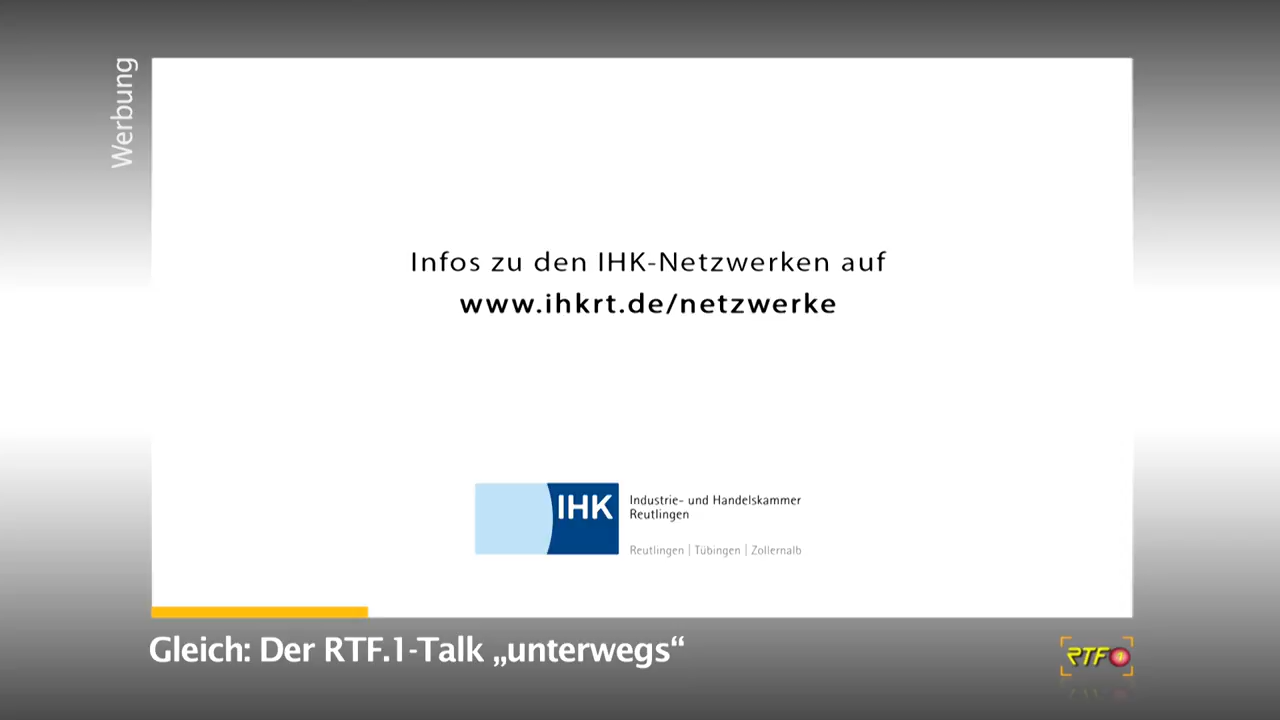 Werbung
Infos zu den IHK-Netzwerken auf
www.ihkrt.de/netzwerke
IHK
Industrie- und Handelskammer
Reutlingen
Reutlingen | Tübingen | Zollernalb
Gleich: Der RTF.1-Talk „unterwegs“
RTF1